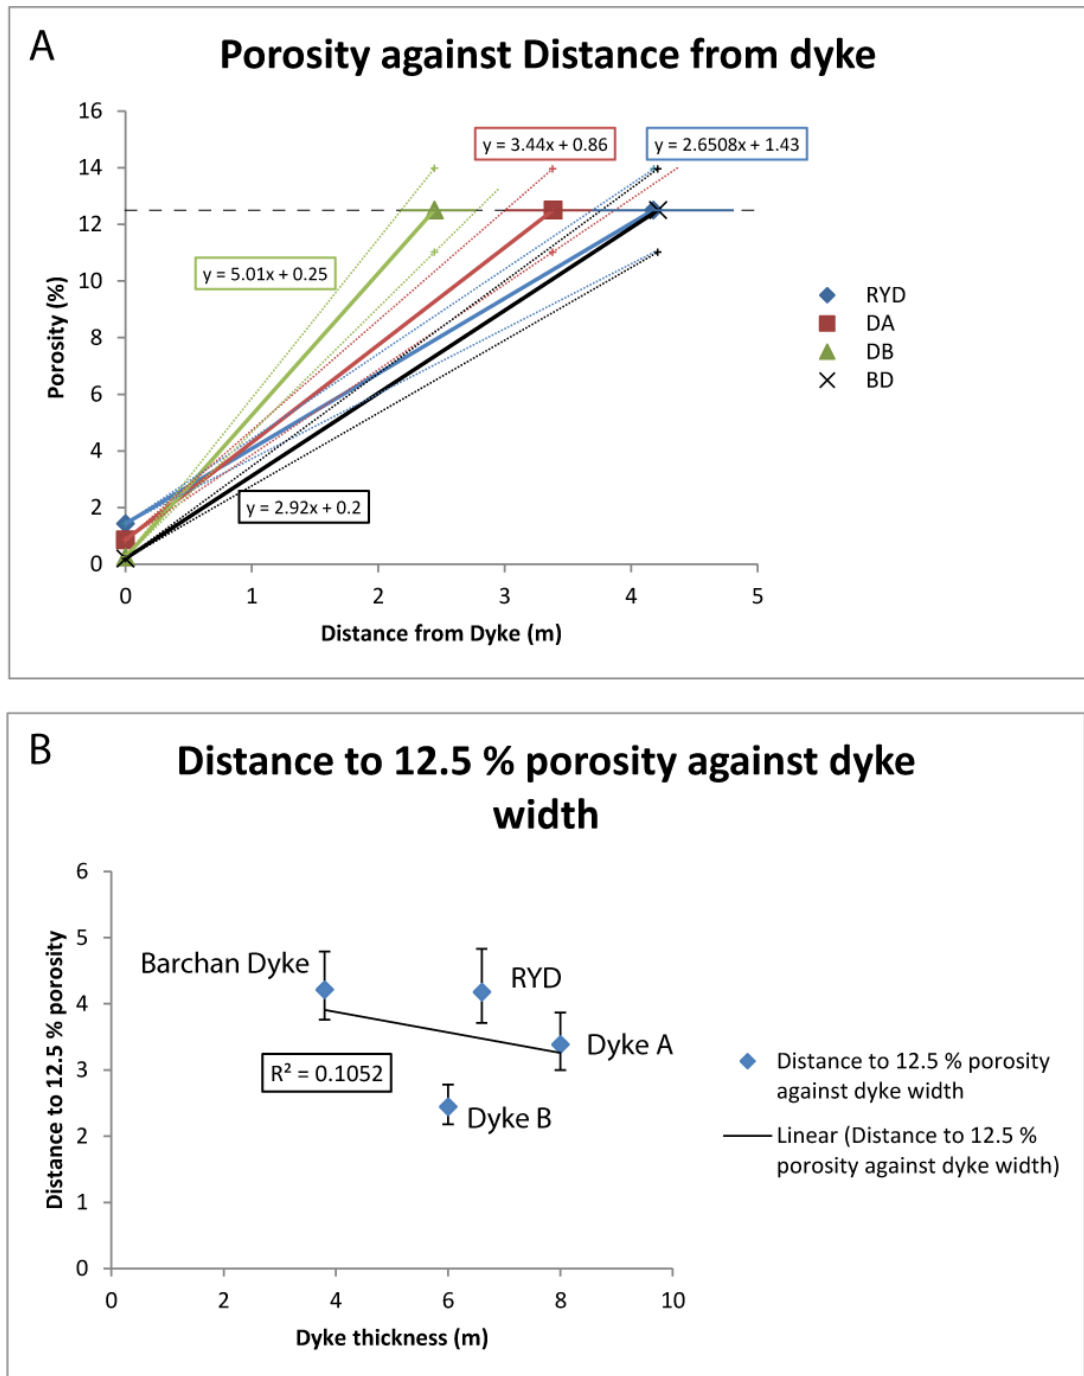 A
Porosity against Distance from dyke
16
14
12
10
8
6
4
2
0
Porosity (%)
y = 3.44x + 0.86
y = 2.6508x + 1.43
y = 5.01x + 0.25
y = 2.92x + 0.2
RYD
DA
DB
BD
0 1 2 3 4 5
Distance from Dyke (m)
B
Distance to 12.5 % porosity against dyke
width
6
5
4
3
2
1
0
Distance to 12.5 % porosity
Barchan Dyke
RYD
Dyke A
R² = 0.1052
Dyke B
Distance to 12.5 % porosity
against dyke width
Linear (Distance to 12.5 %
porosity against dyke width)
0 2 4 6 8 10
Dyke thickness (m)